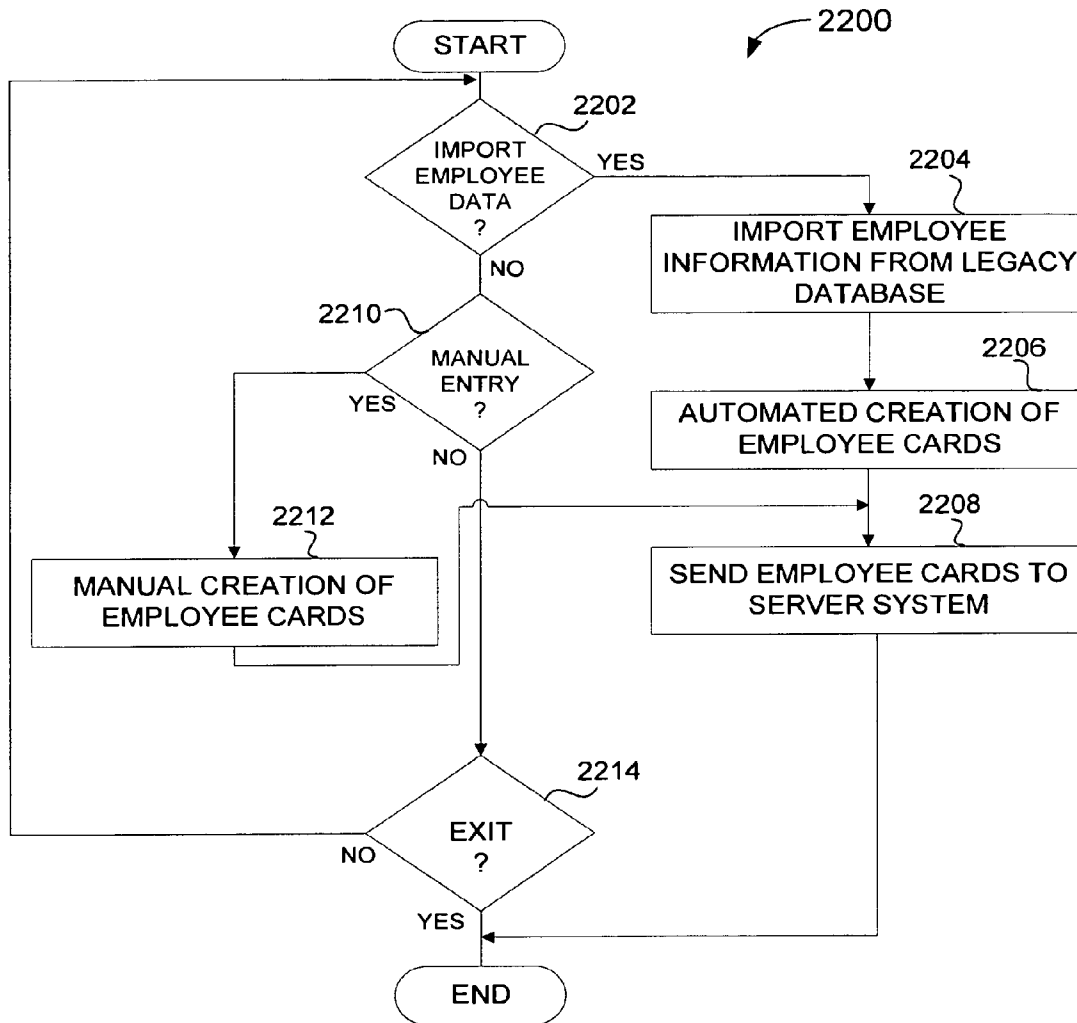 START
2200
2202
IMPORT
EMPLOYEE
DATA
?
YES
NO
2204
IMPORT EMPLOYEE
INFORMATION FROM LEGACY
DATABASE
2210
MANUAL
ENTRY
?
YES
NO
2206
AUTOMATED CREATION OF
EMPLOYEE CARDS
2212
MANUAL CREATION OF
EMPLOYEE CARDS
2208
SEND EMPLOYEE CARDS TO
SERVER SYSTEM
2214
EXIT
?
NO
YES
END